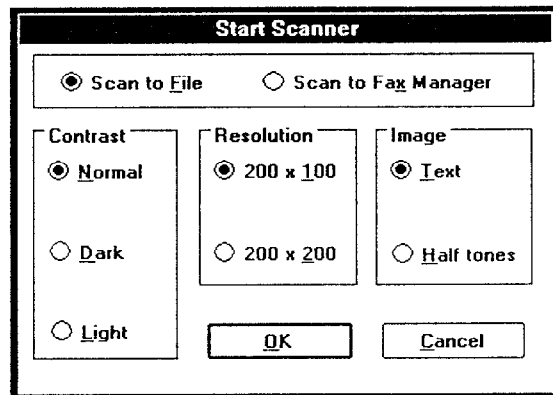 Start Scanner
Scan to File Scan to Fax Manager
Contrast Resolution Image
Normal 200 x 100 Text
Dark 200 x 200 Half tones
Light OK Cancel